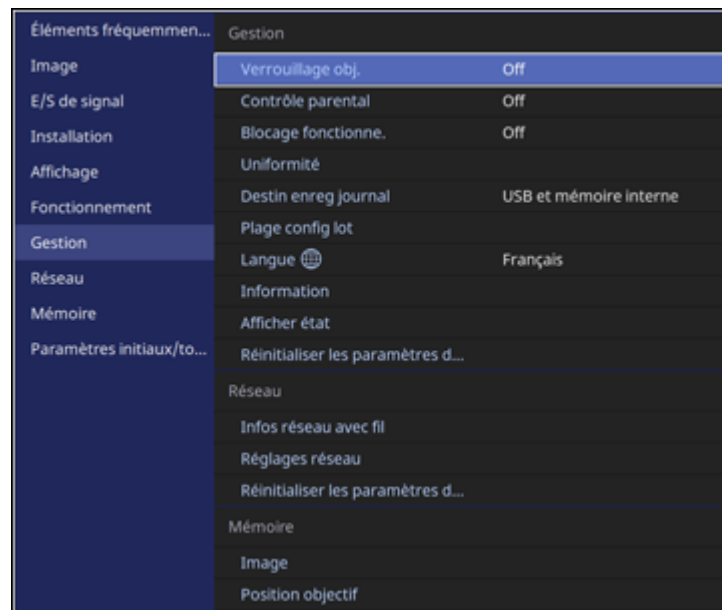 Éléments fréquemmen...
Image
E/S de signal
Installation
Affichage
Fonctionnement
Gestion
Réseau
Mémoire
Paramètres initiaux/to...
Gestion
Verrouillage obj. Off
Contrôle parental Off
Blocage fonctionne. Off
Uniformité
Destin enreg journal USB et mémoire interne
Plage config lot
Langue Français
Information
Afficher état
Réinitialiser les paramètres d...
Réseau
Infos réseau avec fil
Réglages réseau
Réinitialiser les paramètres d...
Mémoire
Image
Position objectif